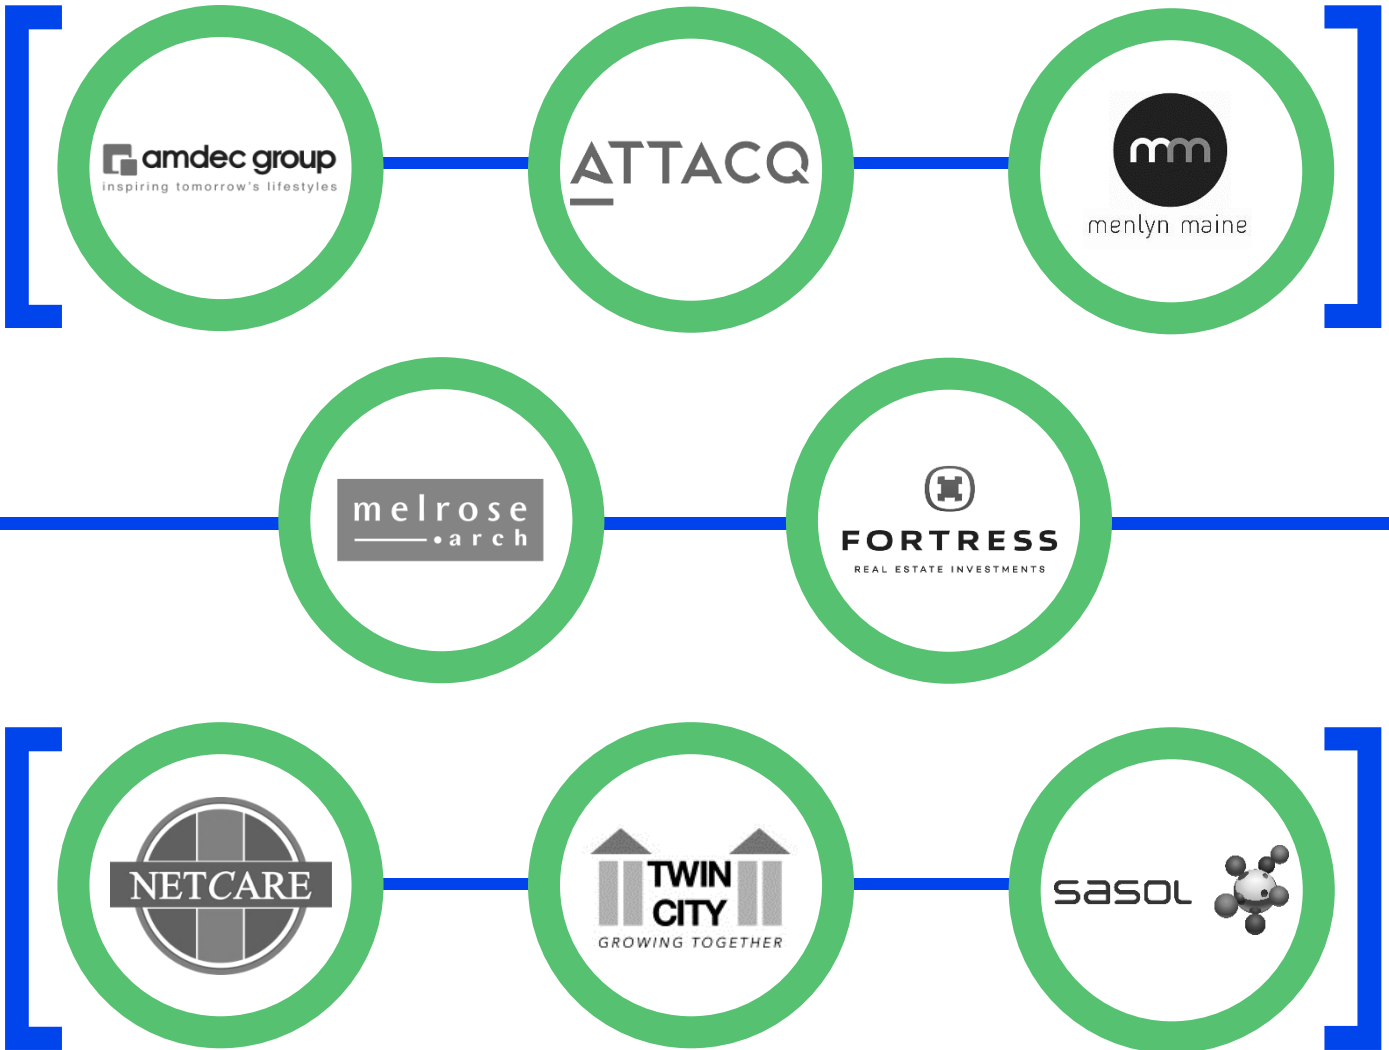 amdec group
inspiring tomorrow's lifestyles
ATTACQ
mm
menlyn maine
melrose
arch
FORTRESS
REAL ESTATE INVESTMENTS
NETCARE
TWIN
CITY
GROWING TOGETHER
sasol